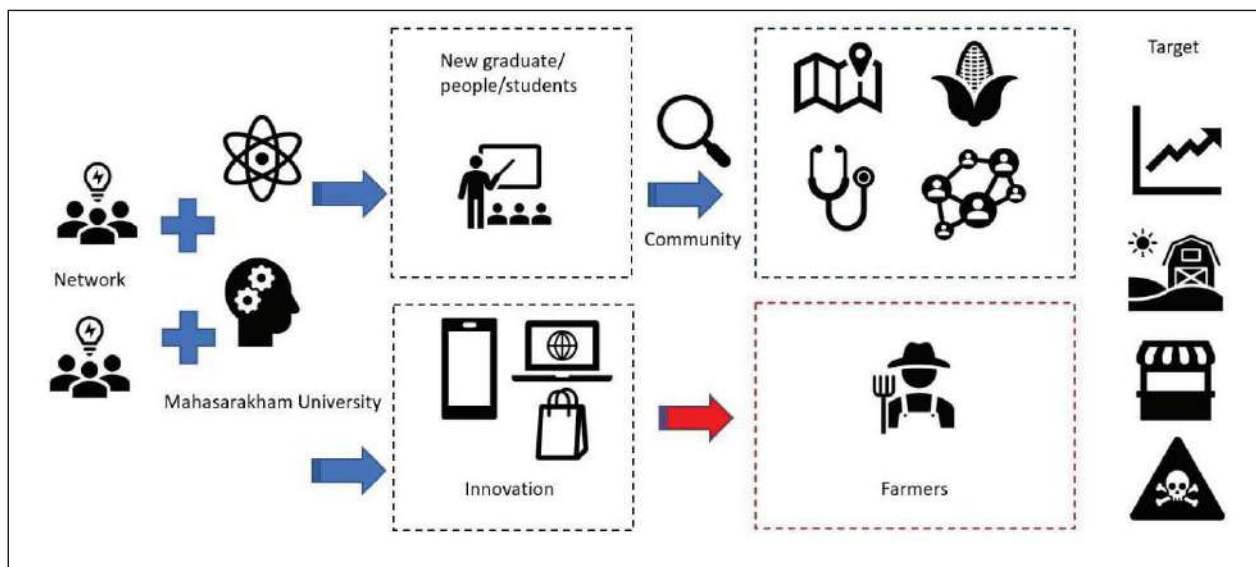 New graduate/
people/students
Target
Network
Community
Mahasarakham University
Innovation
Farmers